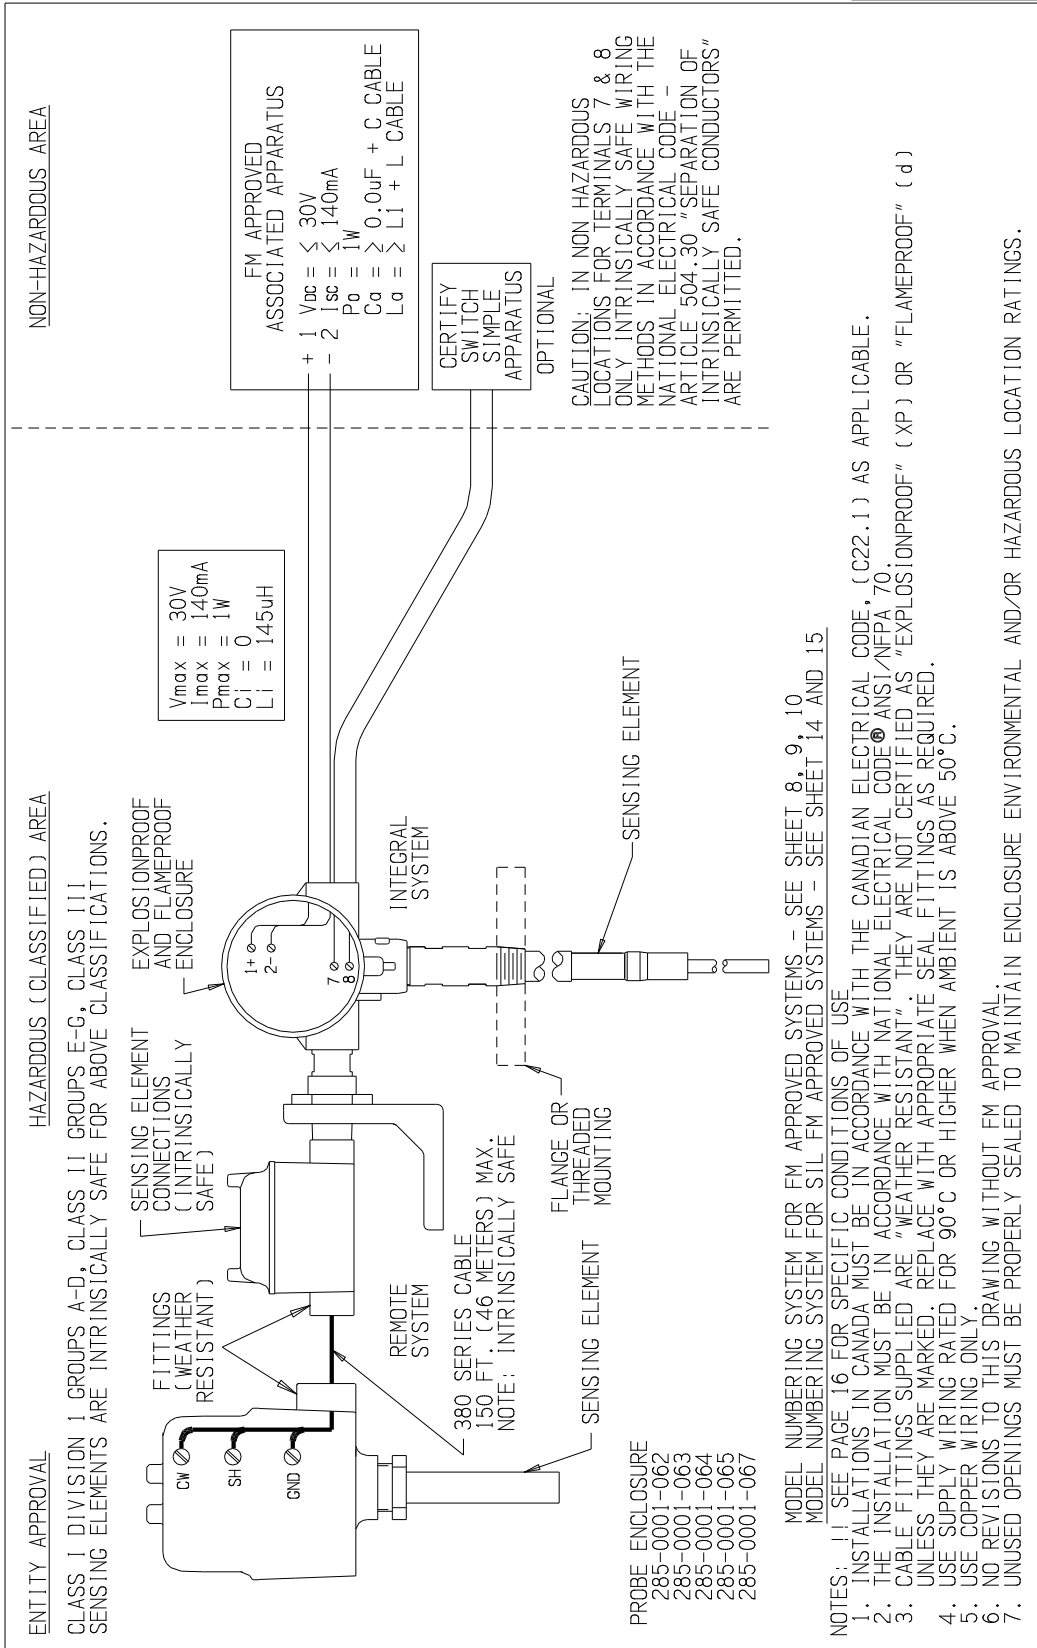 ENTITY APPROVAL
HAZARDOUS (CLASSIFIED) AREA
NON-HAZARDOUS AREA
CLASS I DIVISION 1 GROUPS A-D, CLASS II GROUPS E-G, CLASS III
SENSING ELEMENTS ARE INTRINSICALLY SAFE FOR ABOVE CLASSIFICATIONS.
FITTINGS
(WEATHER
RESISTANT)
SENSING ELEMENT
CONNECTIONS
(INTRINSICALLY
SAFE)
EXPLOSIONPROOF
AND FLAMEPROOF
ENCLOSURE
Vmax = 30V
Imax = 140mA
Pmax = 1W
Ci = 0
Li = 145uH
FM APPROVED
ASSOCIATED APPARATUS
+ 1 VDC = ≤ 30V
- 2 ISC = ≤ 140mA
Po = 1W
Ca = ≥ 0.0uF + C CABLE
La = ≥ L1 + L CABLE
CERTIFY
SWITCH
SIMPLE
APPARATUS
OPTIONAL
CW
SH
GND
1+
2-
7
8
REMOTE
SYSTEM
INTEGRAL
SYSTEM
380 SERIES CABLE
150 FT. (46 METERS) MAX.
NOTE: INTRINSICALLY SAFE
FLANGE OR
THREADED
MOUNTING
SENSING ELEMENT
SENSING ELEMENT
CAUTION: IN NON HAZARDOUS
LOCATIONS FOR TERMINALS 7 & 8
ONLY INTRINSICALLY SAFE WIRING
METHODS IN ACCORDANCE WITH THE
NATIONAL ELECTRICAL CODE -
ARTICLE 504.30 "SEPARATION OF
INTRINSICALLY SAFE CONDUCTORS"
ARE PERMITTED.
PROBE ENCLOSURE
285-0001-062
285-0001-063
285-0001-064
285-0001-065
285-0001-067
MODEL NUMBERING SYSTEM FOR FM APPROVED SYSTEMS - SEE SHEET 8, 9, 10
MODEL NUMBERING SYSTEM FOR SIL FM APPROVED SYSTEMS - SEE SHEET 14 AND 15
NOTES: !! SEE PAGE 16 FOR SPECIFIC CONDITIONS OF USE
1. INSTALLATIONS IN CANADA MUST BE IN ACCORDANCE WITH THE CANADIAN ELECTRICAL CODE, (C22.1) AS APPLICABLE.
2. THE INSTALLATION MUST BE IN ACCORDANCE WITH NATIONAL ELECTRICAL CODE® ANSI/NFPA 70.
3. CABLE FITTINGS SUPPLIED ARE "WEATHER RESISTANT". THEY ARE NOT CERTIFIED AS "EXPLOSIONPROOF" (XP) OR "FLAMEPROOF" (d)
UNLESS THEY ARE MARKED. REPLACE WITH APPROPRIATE SEAL FITTINGS AS REQUIRED.
4. USE SUPPLY WIRING RATED FOR 90°C OR HIGHER WHEN AMBIENT IS ABOVE 50°C.
5. USE COPPER WIRING ONLY.
6. NO REVISIONS TO THIS DRAWING WITHOUT FM APPROVAL.
7. UNUSED OPENINGS MUST BE PROPERLY SEALED TO MAINTAIN ENCLOSURE ENVIRONMENTAL AND/OR HAZARDOUS LOCATION RATINGS.